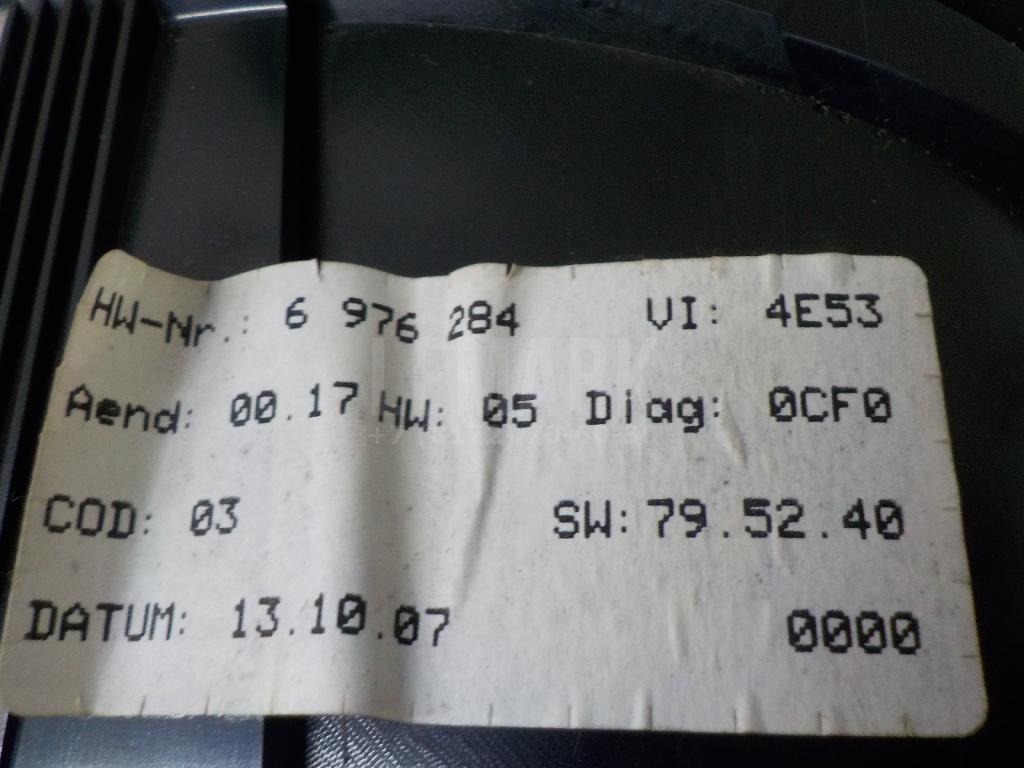 HW-Nr.: 6 976 284 VI: 4E53
Aend: 00.17 HW: 05 Diag: 0CF0
COD: 03 SW: 79.52.40
DATUM: 13.10.07 0000
LEMARK